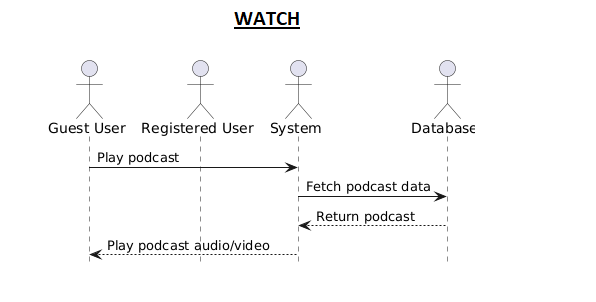 WATCH
Guest User Registered User System Database
Play podcast
Fetch podcast data
Return podcast
Play podcast audio/video